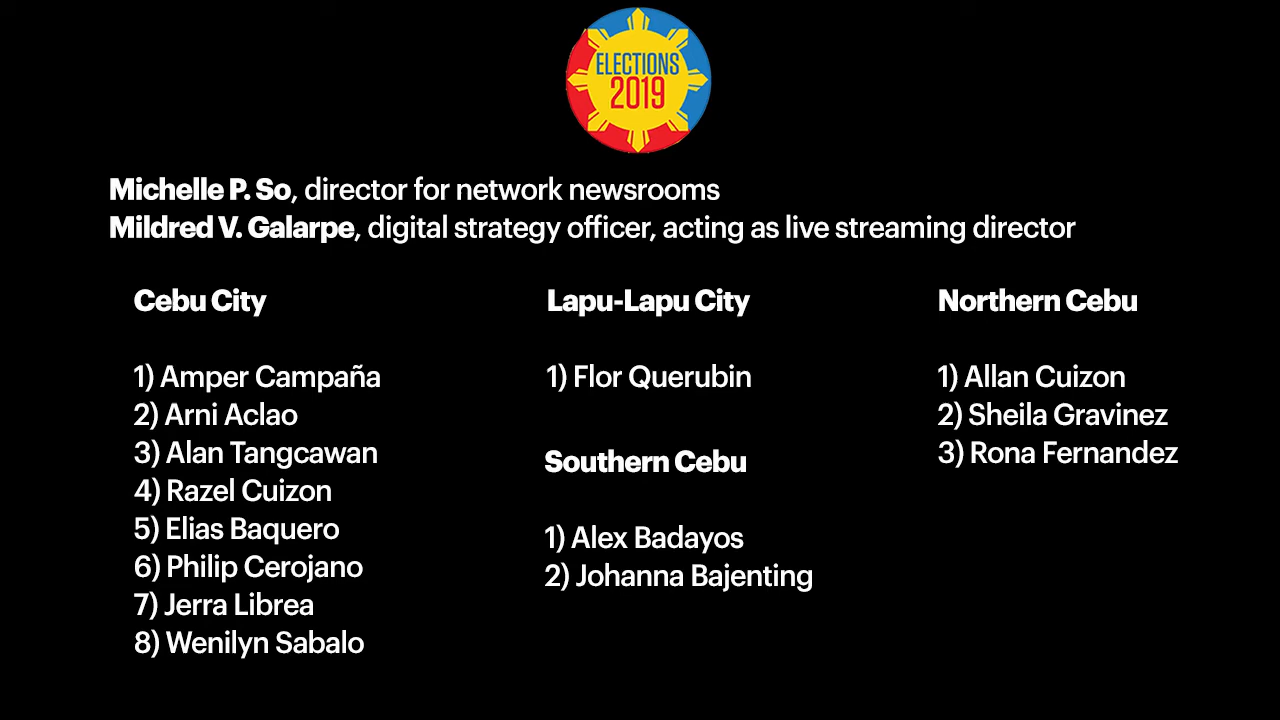 ELECTIONS
2019
Michelle P. So, director for network newsrooms
Mildred V. Galarpe, digital strategy officer, acting as live streaming director
Cebu City
1) Amper Campaña
2) Arni Aclao
3) Alan Tangcawan
4) Razel Cuizon
5) Elias Baquero
6) Philip Cerojano
7) Jerra Librea
8) Wenilyn Sabalo
Lapu-Lapu City
1) Flor Querubin
Southern Cebu
1) Alex Badayos
2) Johanna Bajenting
Northern Cebu
1) Allan Cuizon
2) Sheila Gravinez
3) Rona Fernandez